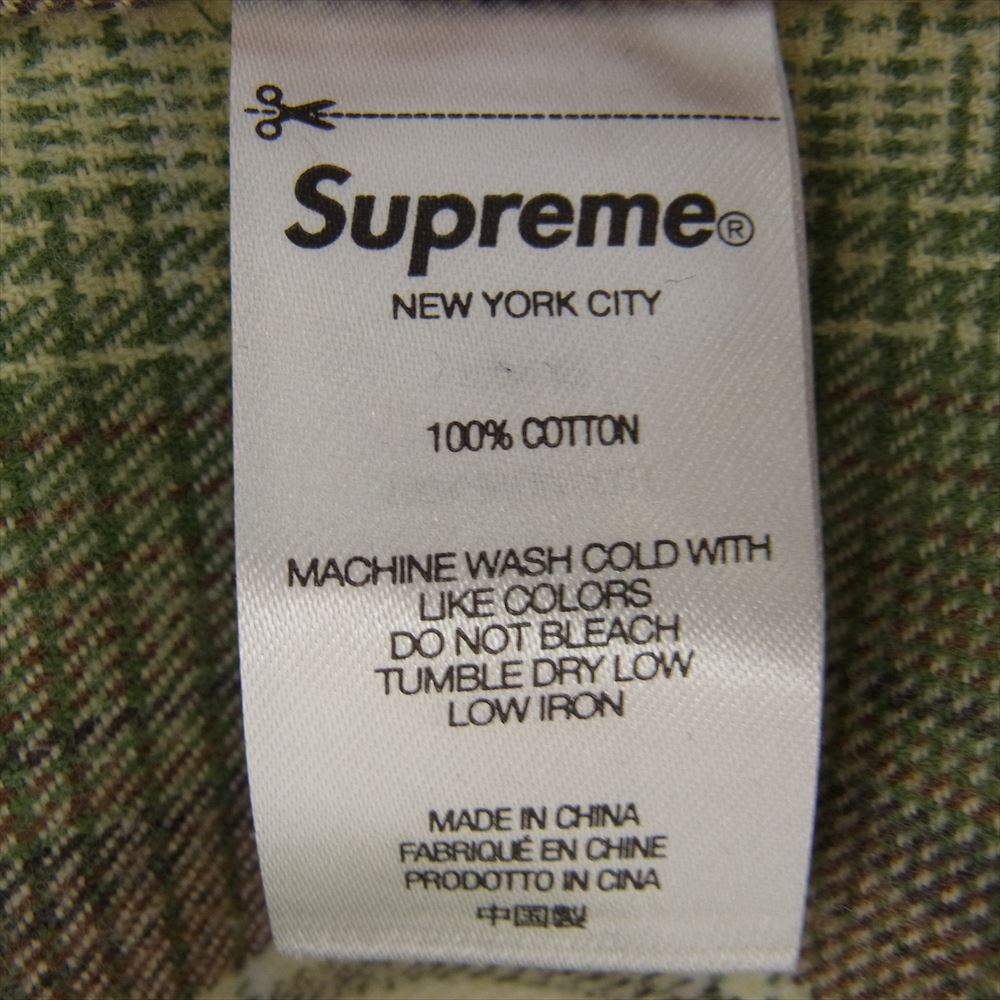 Supreme®
NEW YORK CITY
100% COTTON
MACHINE WASH COLD WITH
LIKE COLORS
DO NOT BLEACH
TUMBLE DRY LOW
LOW IRON
MADE IN CHINA
FABRIQUÉ EN CHINE
PRODOTTO IN CINA
中国製